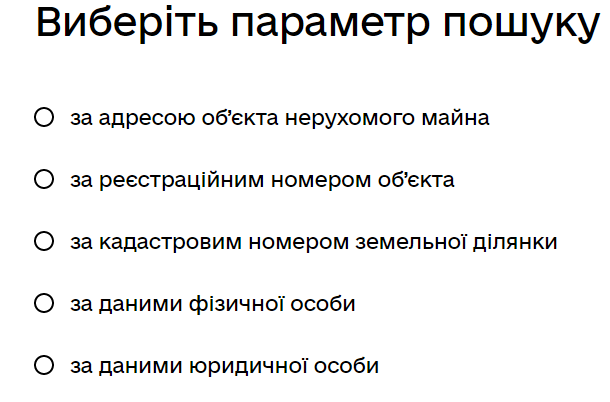 Виберіть параметр пошуку
за адресою об’єкта нерухомого майна
за реєстраційним номером об’єкта
за кадастровим номером земельної ділянки
за даними фізичної особи
за даними юридичної особи